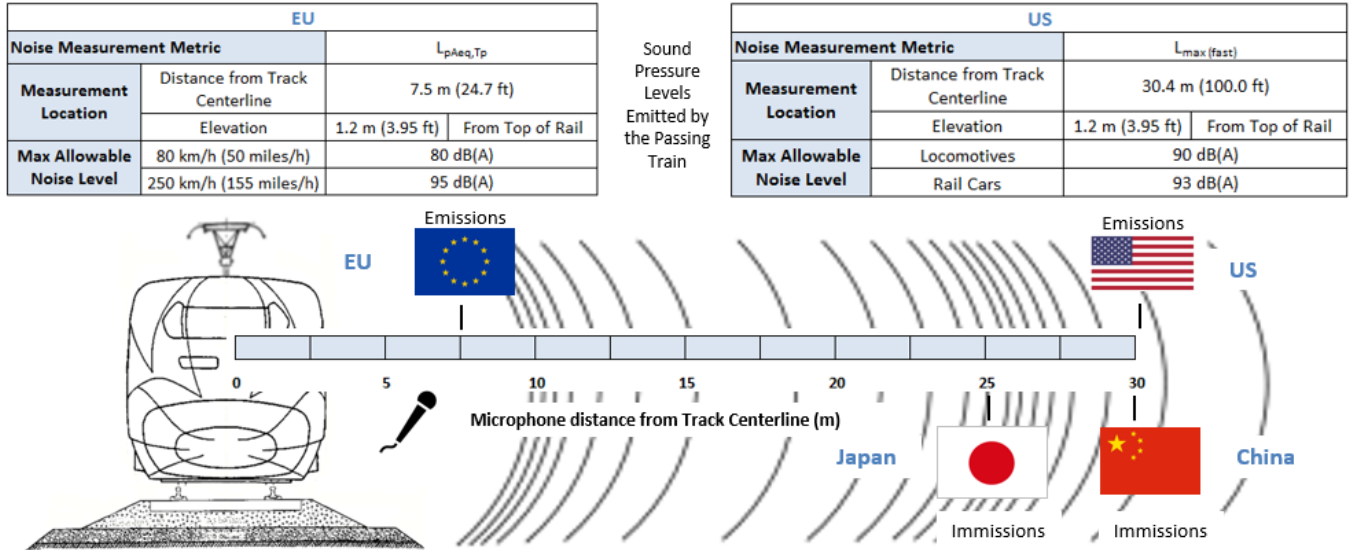 EU
Noise Measurement Metric LpAeq,Tp
Measurement Location
Distance from Track Centerline
7.5 m (24.7 ft)
Elevation 1.2 m (3.95 ft) From Top of Rail
Max Allowable Noise Level
80 km/h (50 miles/h) 80 dB(A)
250 km/h (155 miles/h) 95 dB(A)
Sound
Pressure
Levels
Emitted by
the Passing
Train
US
Noise Measurement Metric Lmax (fast)
Measurement Location
Distance from Track Centerline
30.4 m (100.0 ft)
Elevation 1.2 m (3.95 ft) From Top of Rail
Max Allowable Noise Level
Locomotives 90 dB(A)
Rail Cars 93 dB(A)
Emissions
EU
Emissions
US
0 5 10 15 20 25 30
Microphone distance from Track Centerline (m)
Japan
China
Immissions
Immissions